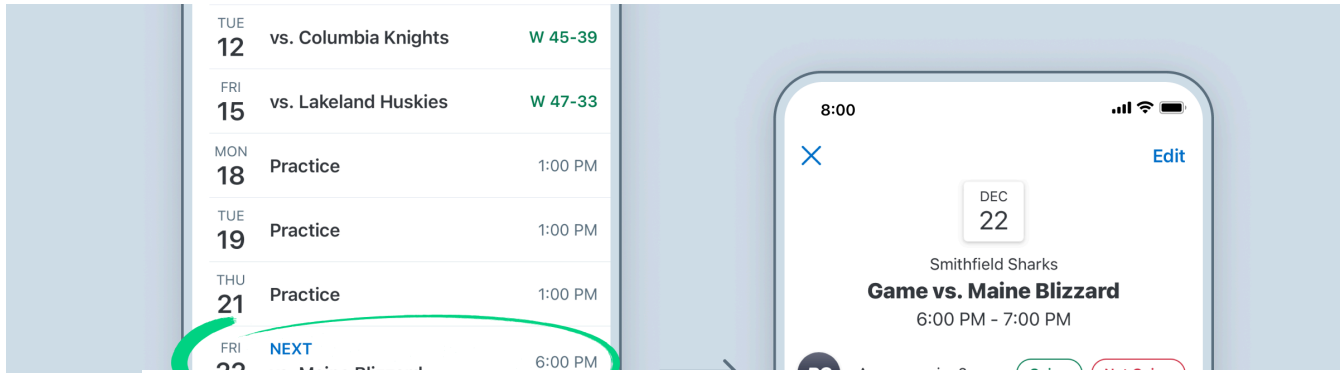 TUE
12 vs. Columbia Knights W 45-39
FRI
15 vs. Lakeland Huskies W 47-33
MON
18 Practice 1:00 PM
TUE
19 Practice 1:00 PM
THU
21 Practice 1:00 PM
FRI NEXT
6:00 PM
8:00
Edit
DEC
22
Smithfield Sharks
Game vs. Maine Blizzard
6:00 PM - 7:00 PM